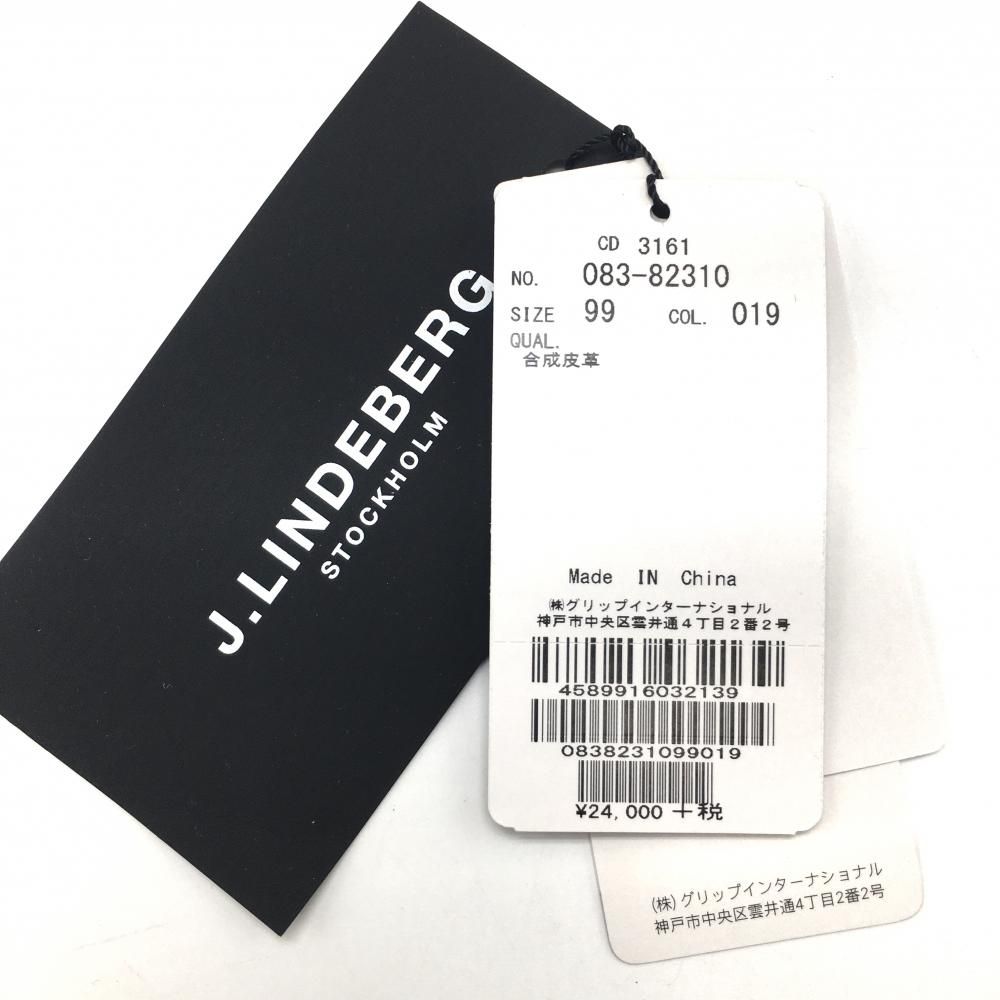 J.LINDEBERG
STOCKHOLM
CD 3161
NO. 083-82310
SIZE 99 COL. 019
QUAL.
合成皮革
Made IN China
㈱グリップインターナショナル
神戸市中央区雲井通4丁目2番2号
4589916032139
0838231099019
¥24,000 +税
(株)グリップインターナショナル
神戸市中央区雲井通4丁目2番2号